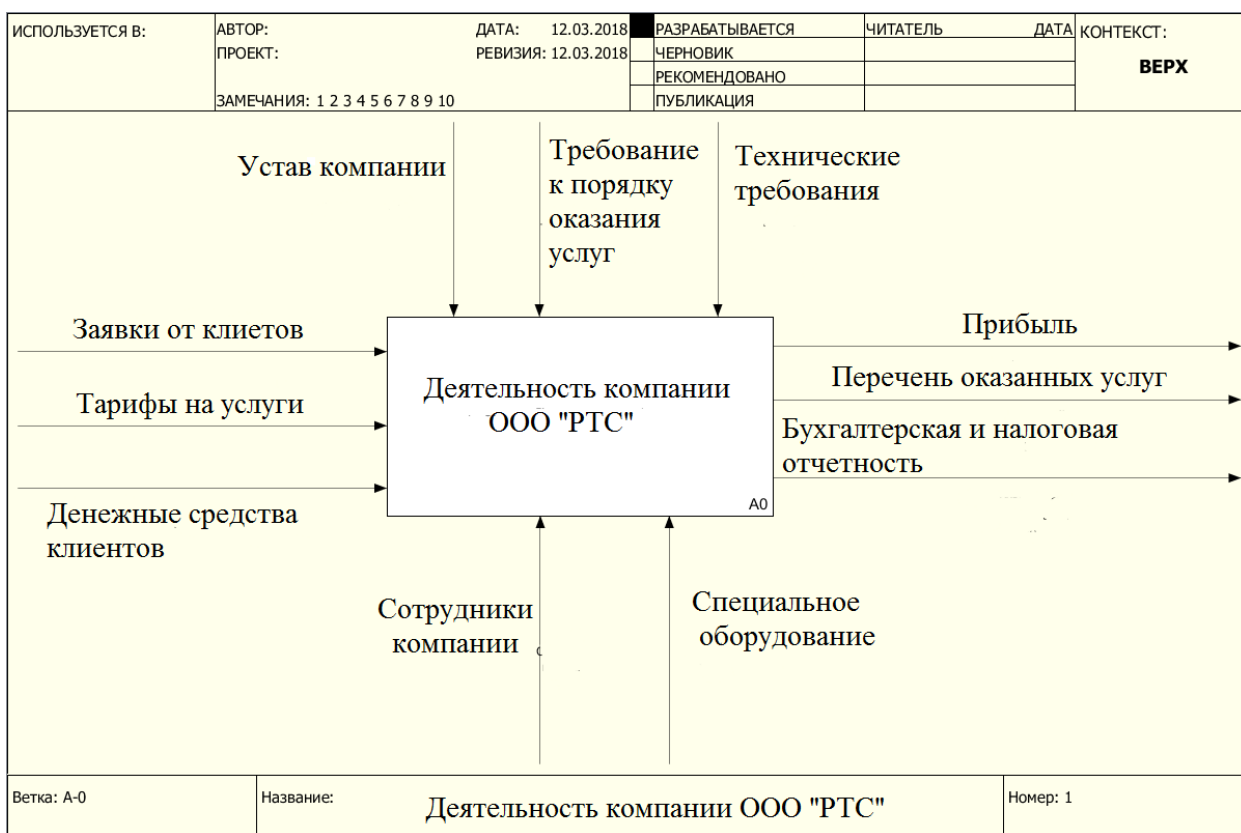 ИСПОЛЬЗУЕТСЯ В:
АВТОР:
ДАТА: 12.03.2018
РАЗРАБАТЫВАЕТСЯ
ЧИТАТЕЛЬ
ДАТА
КОНТЕКСТ:
ПРОЕКТ:
РЕВИЗИЯ: 12.03.2018
ЧЕРНОВИК
ВЕРХ
РЕКОМЕНДОВАНО
ЗАМЕЧАНИЯ: 1 2 3 4 5 6 7 8 9 10
ПУБЛИКАЦИЯ
Устав компании
Требование
к порядку
оказания
услуг
Технические
требования
Заявки от клиетов
Тарифы на услуги
Денежные средства
клиентов
Деятельность компании
ООО "РТС"
A0
Прибыль
Перечень оказанных услуг
Бухгалтерская и налоговая
отчетность
Сотрудники
компании
Специальное
оборудование
Ветка: A-0
Название:
Деятельность компании ООО "РТС"
Номер: 1